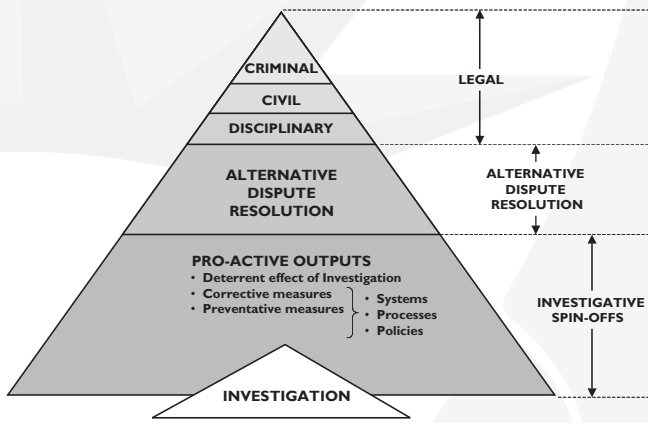 CRIMINAL
CIVIL
DISCIPLINARY
ALTERNATIVE
DISPUTE
RESOLUTION
PRO-ACTIVE OUTPUTS
• Deterrent effect of Investigation
• Corrective measures
• Preventative measures
• Systems
• Processes
• Policies
INVESTIGATION
LEGAL
ALTERNATIVE
DISPUTE
RESOLUTION
INVESTIGATIVE
SPIN-OFFS